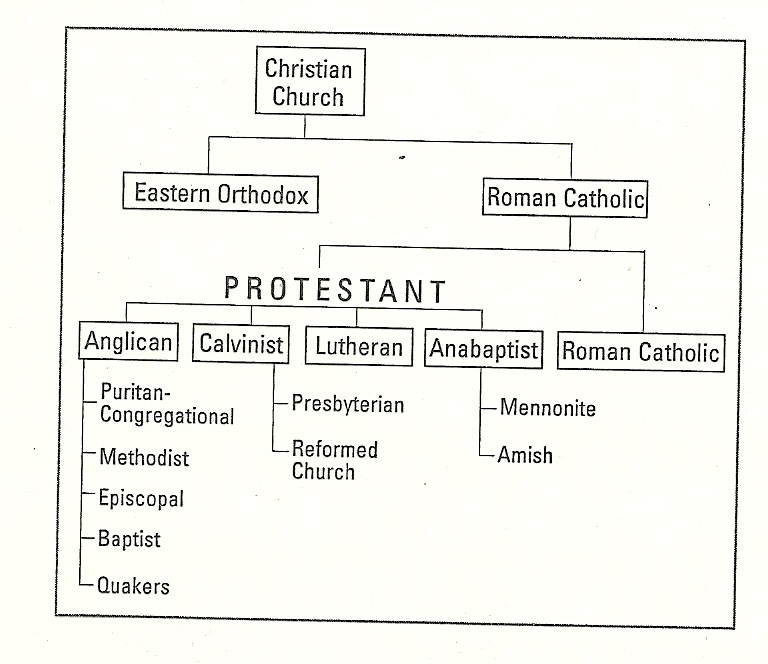 Christian
Church
Eastern Orthodox
Roman Catholic
PROTESTANT
Anglican
Calvinist
Lutheran
Anabaptist
Roman Catholic
Puritan-
Congregational
Methodist
Episcopal
Baptist
Quakers
Presbyterian
Reformed
Church
Mennonite
Amish